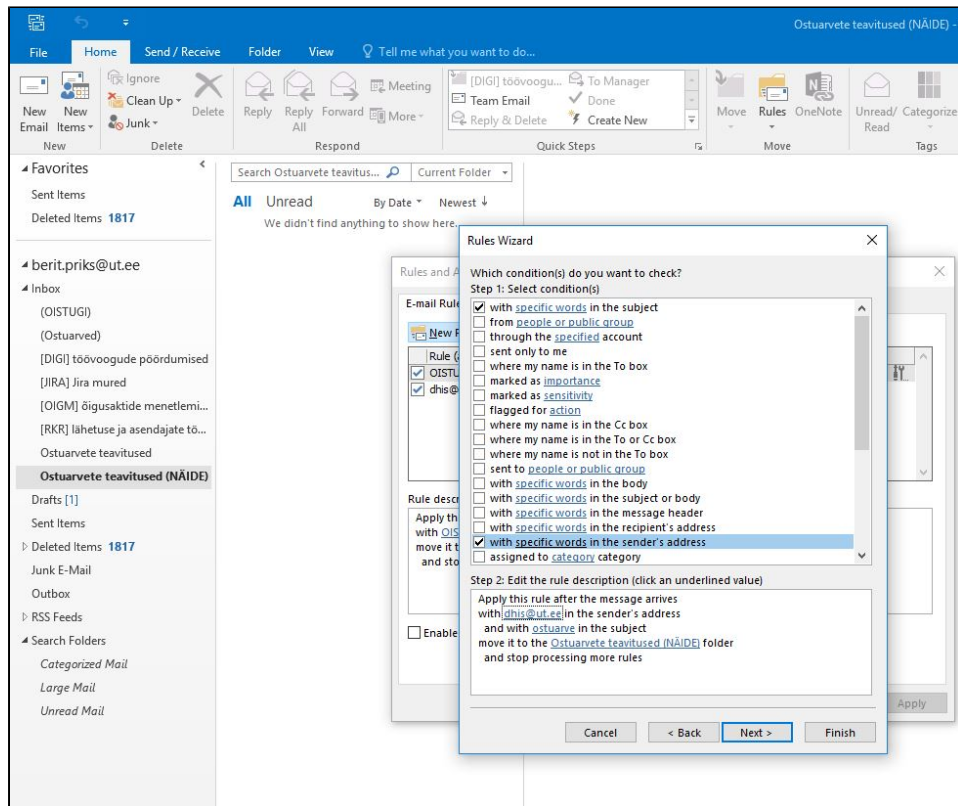 Ostuarvete teavitused (NÄIDE) -
File Home Send / Receive Folder View Tell me what you want to do...
New Email
New Items
Ignore
Clean Up
Junk
Delete
Reply
Reply All
Forward
Meeting
More
[DIGI] töövoogu...
Team Email
Reply & Delete
To Manager
Done
Create New
Move
Rules
OneNote
Unread/ Read
Categorize
New Delete Respond Quick Steps Move Tags
Favorites
Sent Items
Deleted Items 1817
berit.priks@ut.ee
Inbox
(OISTUGI)
(Ostuarved)
[DIGI] töövoogude pöördumised
[JIRA] Jira mured
[OIGM] õigusaktide menetlemi...
[RKR] lähetuse ja asendajate tö...
Ostuarvete teavitused
Ostuarvete teavitused (NÄIDE)
Drafts [1]
Sent Items
Deleted Items 1817
Junk E-Mail
Outbox
RSS Feeds
Search Folders
Categorized Mail
Large Mail
Unread Mail
Search Ostuarvete teavitus... Current Folder
All Unread By Date Newest
We didn't find anything to show here.
Rules and A
E-mail Rule
New R
Rule (a
OISTU
dhis@
Rule descr
Apply th
with OIS
move it t
and sto
Enable
Apply
Rules Wizard
Which condition(s) do you want to check?
Step 1: Select condition(s)
with specific words in the subject
from people or public group
through the specified account
sent only to me
where my name is in the To box
marked as importance
marked as sensitivity
flagged for action
where my name is in the Cc box
where my name is in the To or Cc box
where my name is not in the To box
sent to people or public group
with specific words in the body
with specific words in the subject or body
with specific words in the message header
with specific words in the recipient's address
with specific words in the sender's address
assigned to category category
Step 2: Edit the rule description (click an underlined value)
Apply this rule after the message arrives
with dhis@ut.ee in the sender's address
and with ostuarve in the subject
move it to the Ostuarvete teavitused (NÄIDE) folder
and stop processing more rules
Cancel < Back Next > Finish